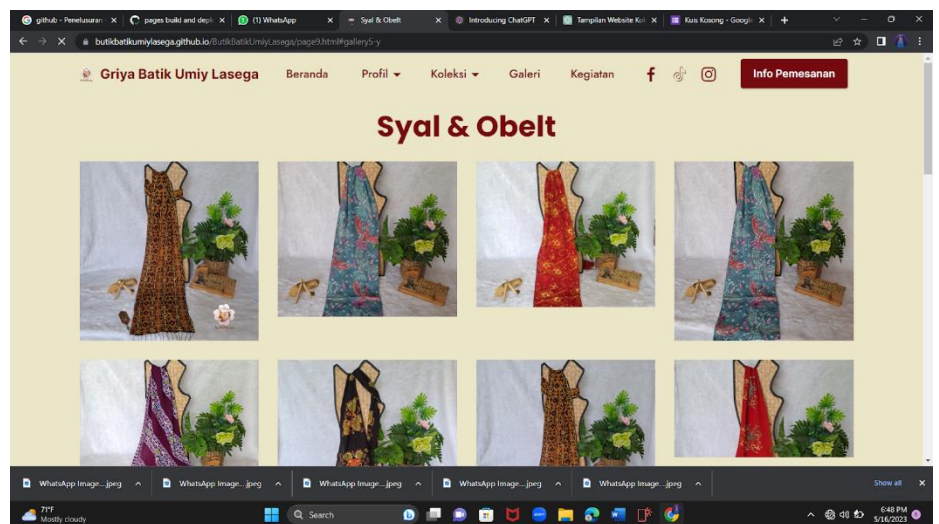 github - Penelusuran
pages build and depl
(1) WhatsApp
Syal & Obelt
Introducing ChatGPT
Tampilan Website Kol
Kuis Kosong - Google
butikbatikumiylasega.github.io/ButikBatikUmiyLasega/page9.html#gallery5-y
Griya Batik Umiy Lasega
Beranda
Profil
Koleksi
Galeri
Kegiatan
Info Pemesanan
Syal & Obelt
WhatsApp Image....jpeg
WhatsApp Image....jpeg
WhatsApp Image....jpeg
WhatsApp Image....jpeg
WhatsApp Image....jpeg
Show all
71°F
Mostly cloudy
Search
6:48 PM
5/16/2023